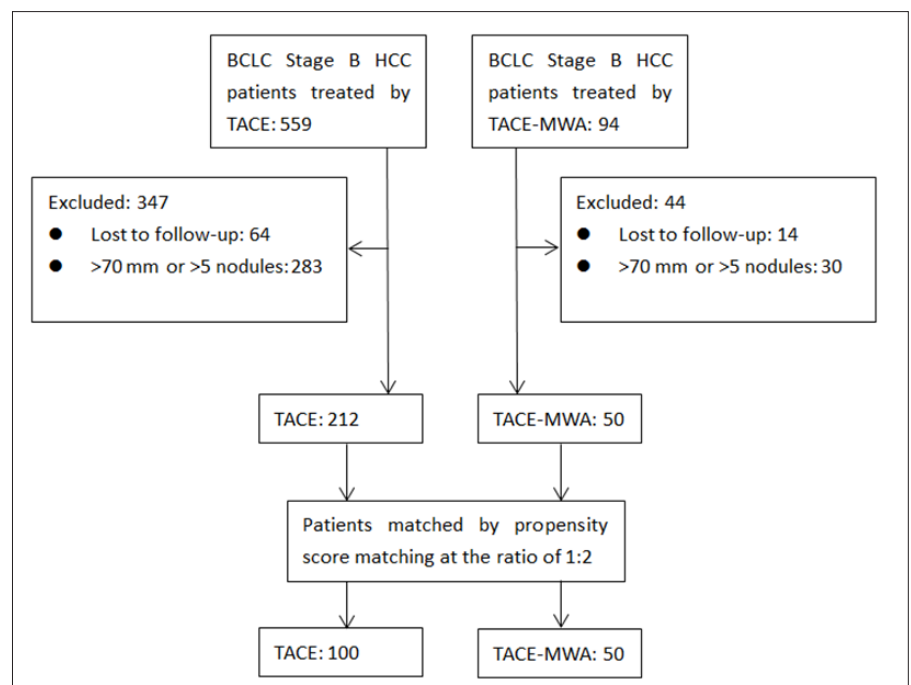 BCLC Stage B HCC
patients treated by
TACE: 559
BCLC Stage B HCC
patients treated by
TACE-MWA: 94
Excluded: 347
● Lost to follow-up: 64
● >70 mm or >5 nodules: 283
Excluded: 44
● Lost to follow-up: 14
● >70 mm or >5 nodules: 30
TACE: 212
TACE-MWA: 50
Patients matched by propensity
score matching at the ratio of 1:2
TACE: 100
TACE-MWA: 50